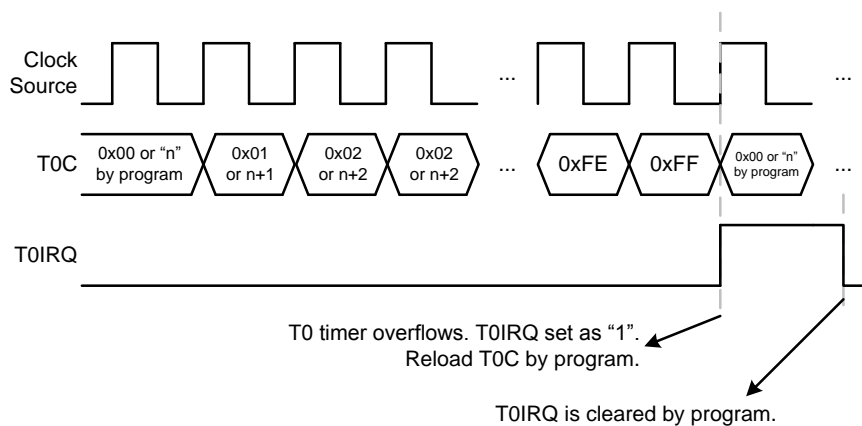 Clock
Source
...
...
T0C
0x00 or "n"
by program
0x01
or n+1
0x02
or n+2
0x02
or n+2
...
0xFE
0xFF
0x00 or "n"
by program
...
T0IRQ
T0 timer overflows. T0IRQ set as “1”.
Reload T0C by program.
T0IRQ is cleared by program.